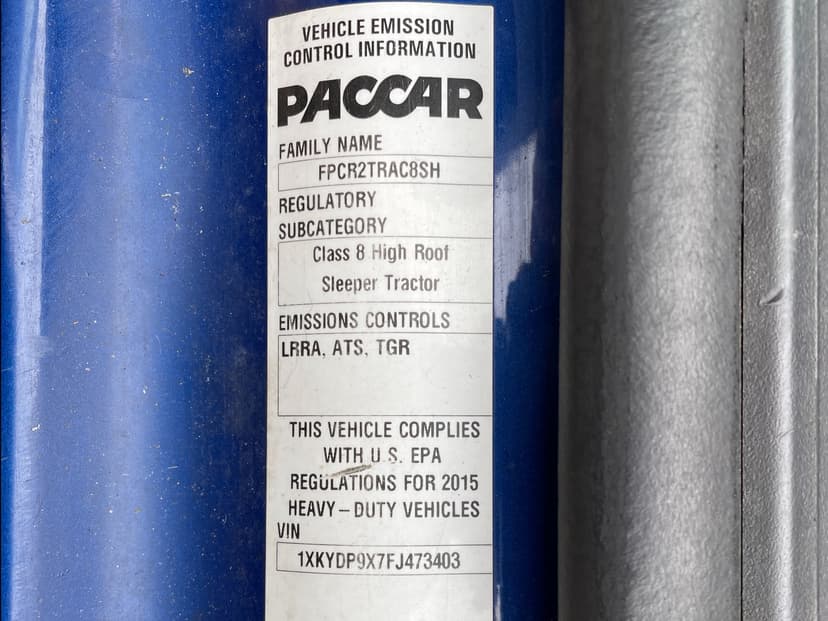 VEHICLE EMISSION
CONTROL INFORMATION
PACCAR
FAMILY NAME
FPCR2TRAC8SH
REGULATORY
SUBCATEGORY
Class 8 High Roof
Sleeper Tractor
EMISSIONS CONTROLS
LRRA, ATS, TGR
THIS VEHICLE COMPLIES
WITH U.S. EPA
REGULATIONS FOR 2015
HEAVY–DUTY VEHICLES
VIN
1XKYDP9X7FJ473403